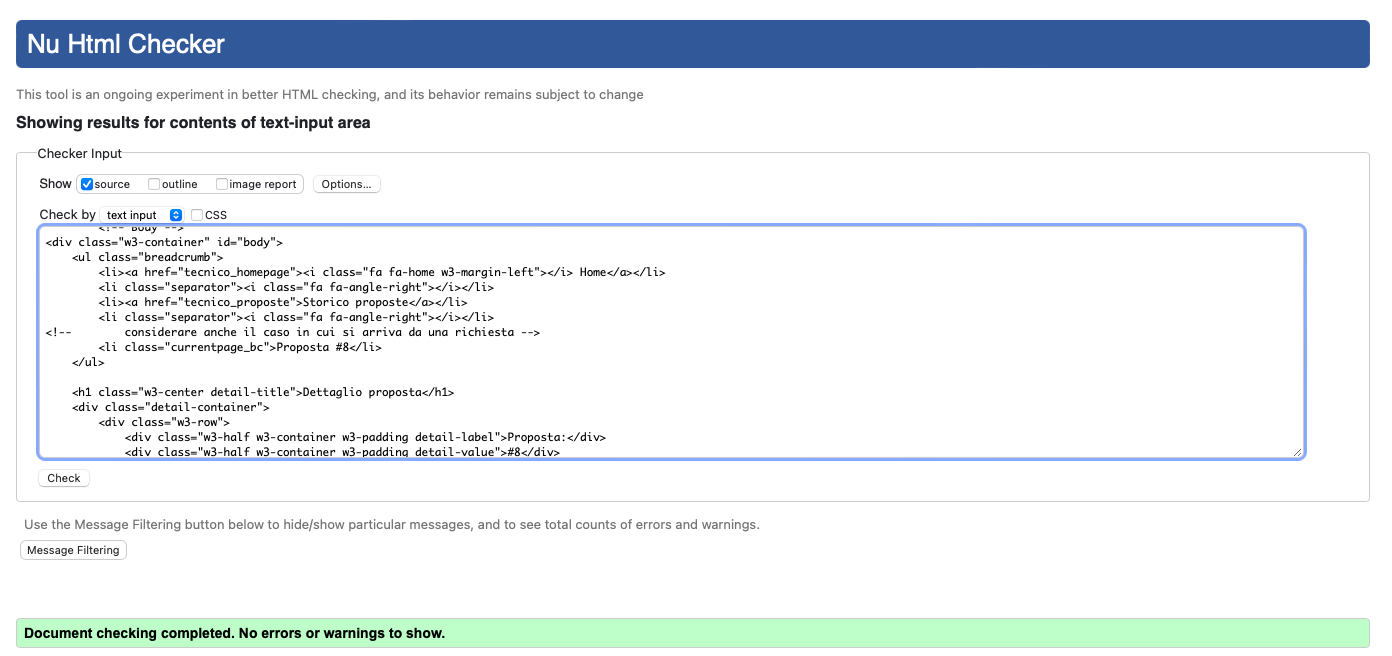 Nu Html Checker
This tool is an ongoing experiment in better HTML checking, and its behavior remains subject to change
Showing results for contents of text-input area
Checker Input
Show source outline image report Options...
Check by text input CSS
<!-- Body -->
<div class="w3-container" id="body">
    <ul class="breadcrumb">
        <li><a href="tecnico_homepage"><i class="fa fa-home w3-margin-left"></i> Home</a></li>
        <li class="separator"><i class="fa fa-angle-right"></i></li>
        <li><a href="tecnico_proposte">Storico proposte</a></li>
        <li class="separator"><i class="fa fa-angle-right"></i></li>
<!--        considerare anche il caso in cui si arriva da una richiesta -->
        <li class="currentpage_bc">Proposta #8</li>
    </ul>
    <h1 class="w3-center detail-title">Dettaglio proposta</h1>
    <div class="detail-container">
        <div class="w3-row">
            <div class="w3-half w3-container w3-padding detail-label">Proposta:</div>
            <div class="w3-half w3-container w3-padding detail-value">#8</div>
Check
Use the Message Filtering button below to hide/show particular messages, and to see total counts of errors and warnings.
Message Filtering
Document checking completed. No errors or warnings to show.